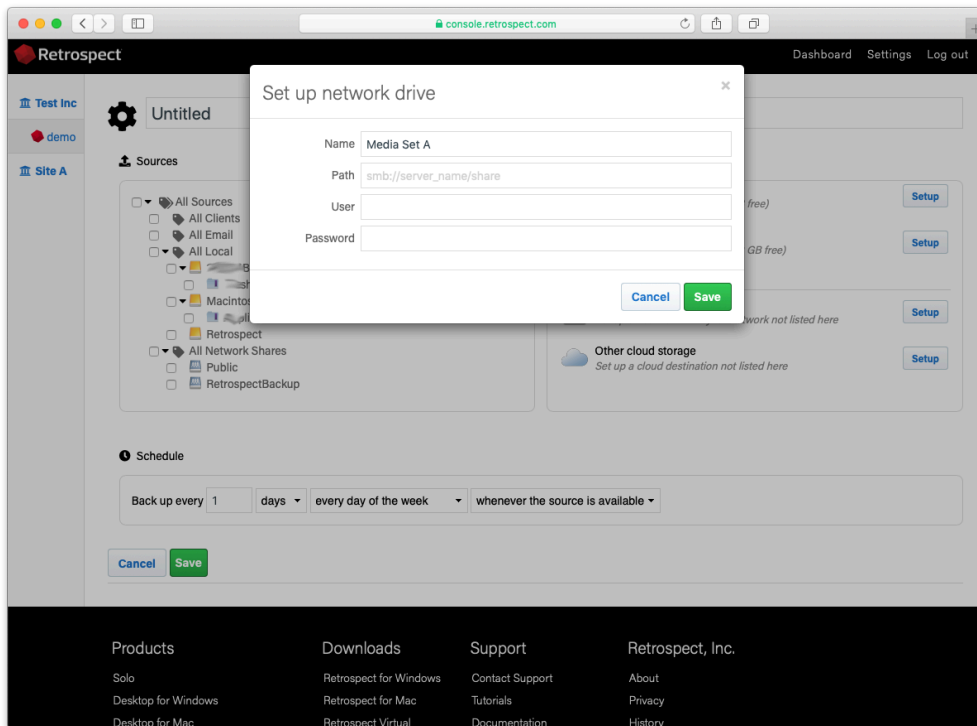 console.retrospect.com
Retrospect
Dashboard Settings Log out
Test Inc
demo
Site A
Untitled
Sources
All Sources
All Clients
All Email
All Local
All Network Shares
Macintos
Retrospect
Public
RetrospectBackup
Set up network drive
×
Name Media Set A
Path smb://server_name/share
User
Password
Cancel Save
free)
Setup
GB free)
Setup
network not listed here
Setup
Other cloud storage
Set up a cloud destination not listed here
Setup
Schedule
Back up every 1 days every day of the week whenever the source is available
Cancel Save
Products Downloads Support Retrospect, Inc.
Solo Retrospect for Windows Contact Support About
Desktop for Windows Retrospect for Mac Tutorials Privacy
Desktop for Mac Retrospect Virtual Documentation History